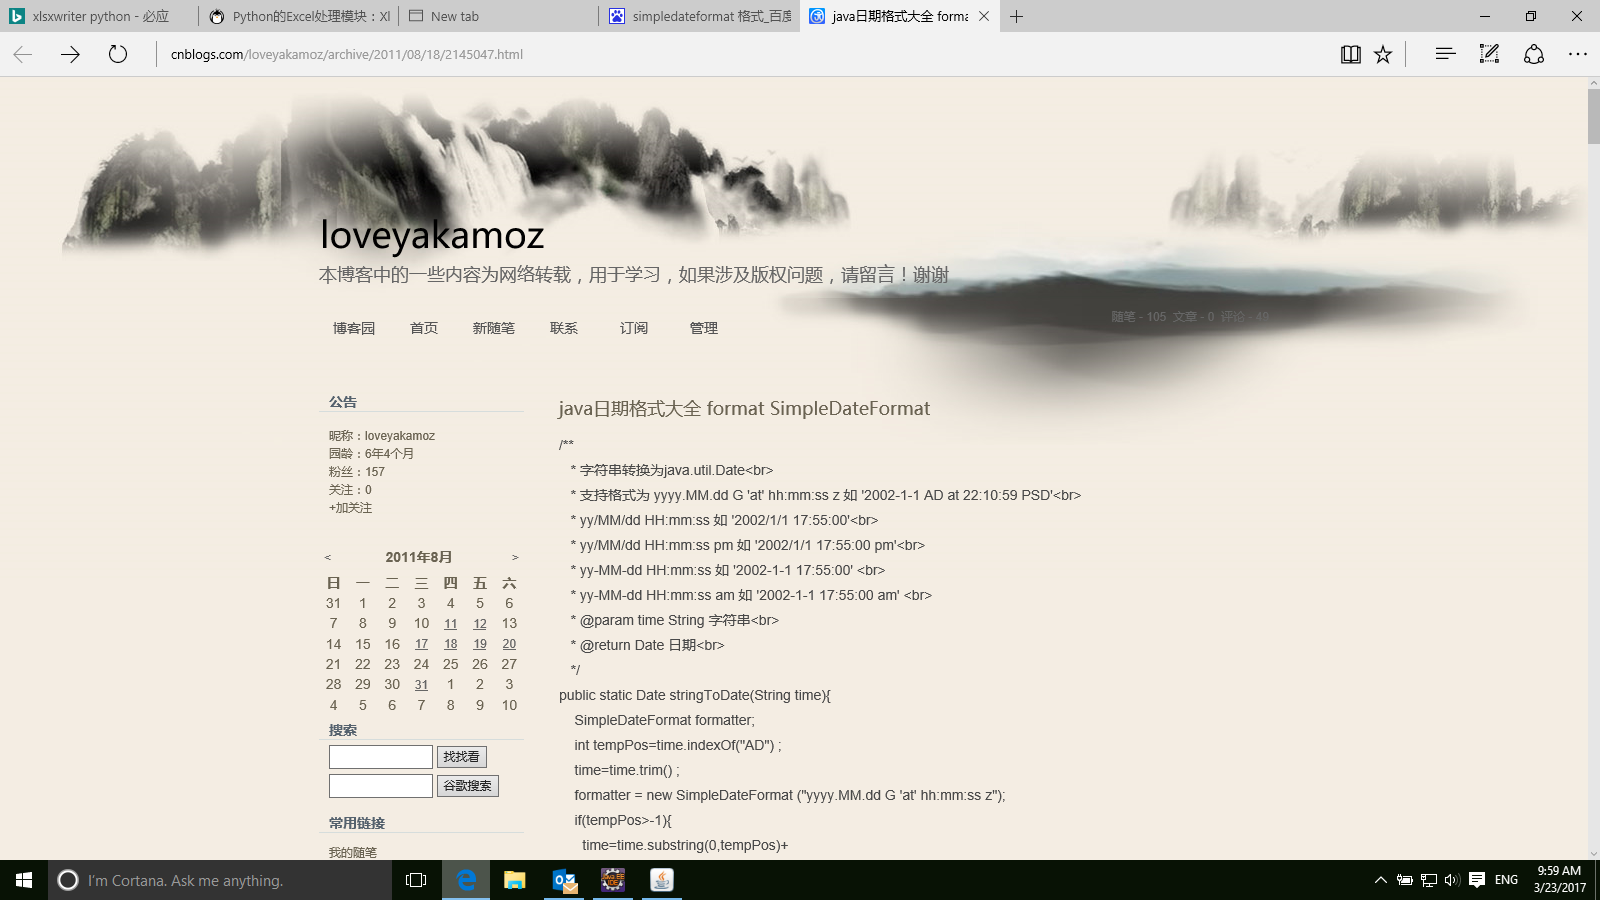 xlsxwriter python - 必应
Python的Excel处理模块：Xl
New tab
simpledateformat 格式_百度
java日期格式大全 forma
cnblogs.com/loveyakamoz/archive/2011/08/18/2145047.html
loveyakamoz
本博客中的一些内容为网络转载，用于学习，如果涉及版权问题，请留言！谢谢
随笔 - 105 文章 - 0 评论 - 49
博客园 首页 新随笔 联系 订阅 管理
公告
昵称：loveyakamoz
园龄：6年4个月
粉丝：157
关注：0
+加关注
< 2011年8月 >
日 一 二 三 四 五 六
31 1 2 3 4 5 6
7 8 9 10 11 12 13
14 15 16 17 18 19 20
21 22 23 24 25 26 27
28 29 30 31 1 2 3
4 5 6 7 8 9 10
搜索
找找看
谷歌搜索
常用链接
我的随笔
java日期格式大全 format SimpleDateFormat
/**
* 字符串转换为java.util.Date<br>
* 支持格式为 yyyy.MM.dd G 'at' hh:mm:ss z 如 '2002-1-1 AD at 22:10:59 PSD'<br>
* yy/MM/dd HH:mm:ss 如 '2002/1/1 17:55:00'<br>
* yy/MM/dd HH:mm:ss pm 如 '2002/1/1 17:55:00 pm'<br>
* yy-MM-dd HH:mm:ss 如 '2002-1-1 17:55:00' <br>
* yy-MM-dd HH:mm:ss am 如 '2002-1-1 17:55:00 am' <br>
* @param time String 字符串<br>
* @return Date 日期<br>
*/
public static Date stringToDate(String time){
SimpleDateFormat formatter;
int tempPos=time.indexOf("AD") ;
time=time.trim() ;
formatter = new SimpleDateFormat ("yyyy.MM.dd G 'at' hh:mm:ss z");
if(tempPos>-1){
time=time.substring(0,tempPos)+
I'm Cortana. Ask me anything.
ENG
9:59 AM
3/23/2017